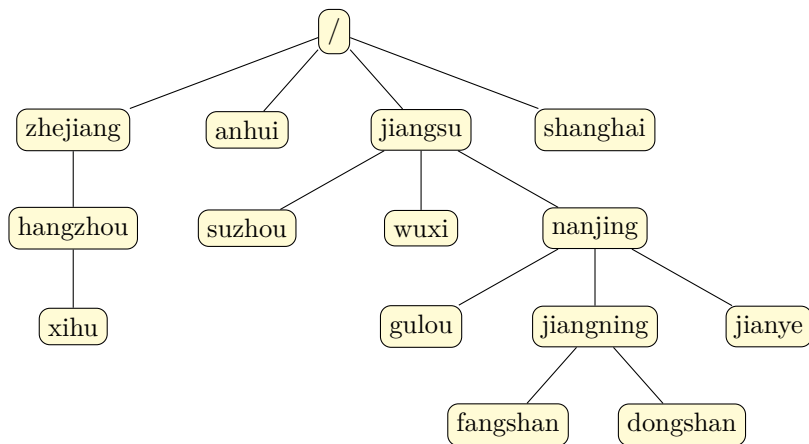 /
zhejiang
anhui
jiangsu
shanghai
hangzhou
suzhou
wuxi
nanjing
xihu
gulou
jiangning
jianye
fangshan
dongshan